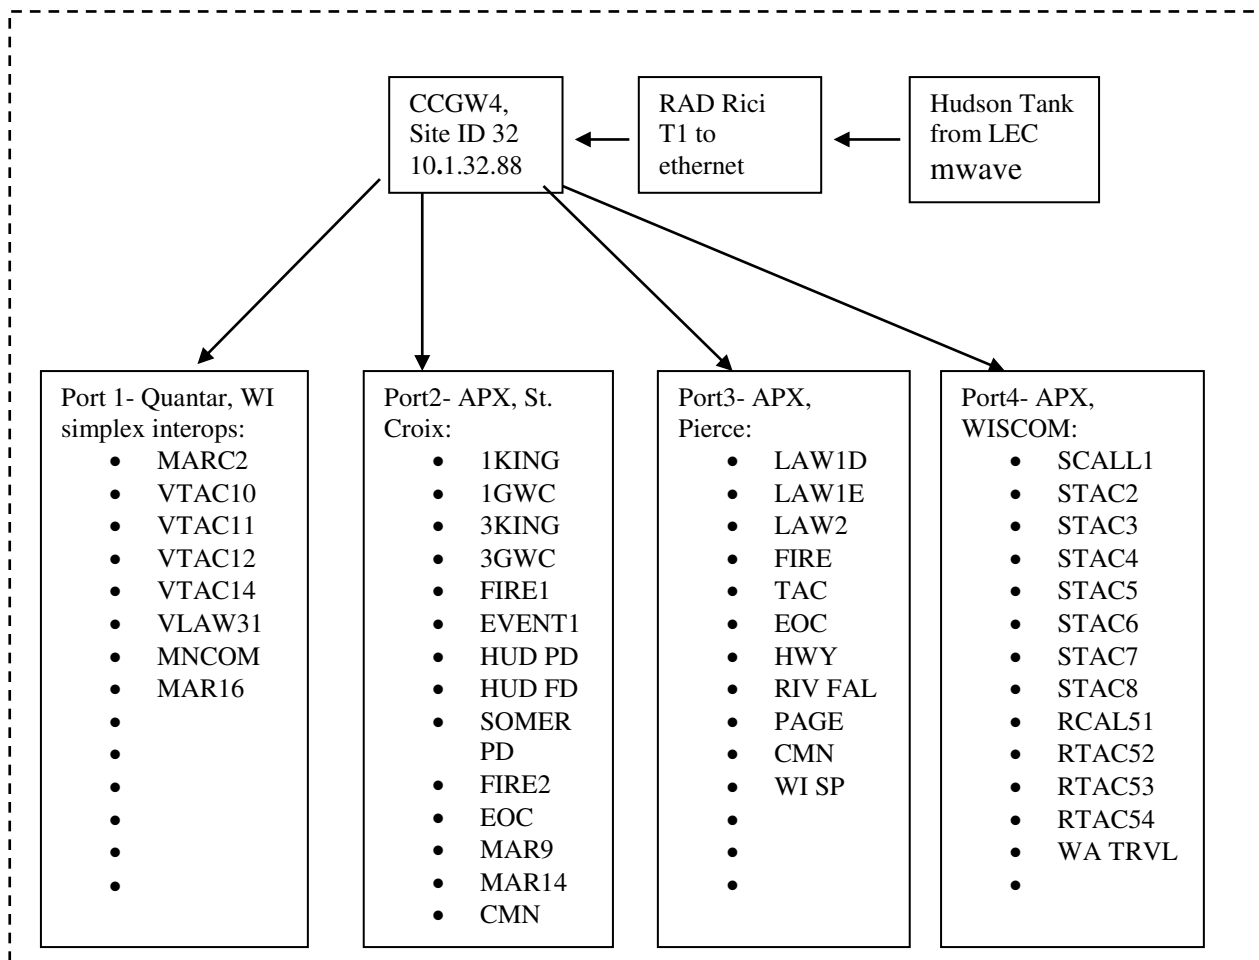 CCGW4,
Site ID 32
10.1.32.88
RAD Rici
T1 to
ethernet
Hudson Tank
from LEC
mwave
Port 1- Quantar, WI
simplex interops:
• MARC2
• VTAC10
• VTAC11
• VTAC12
• VTAC14
• VLAW31
• MNCOM
• MAR16
•
•
•
•
•
•
Port2- APX, St.
Croix:
• 1KING
• 1GWC
• 3KING
• 3GWC
• FIRE1
• EVENT1
• HUD PD
• HUD FD
• SOMER
PD
• FIRE2
• EOC
• MAR9
• MAR14
• CMN
Port3- APX,
Pierce:
• LAW1D
• LAW1E
• LAW2
• FIRE
• TAC
• EOC
• HWY
• RIV FAL
• PAGE
• CMN
• WI SP
•
•
•
Port4- APX,
WISCOM:
• SCALL1
• STAC2
• STAC3
• STAC4
• STAC5
• STAC6
• STAC7
• STAC8
• RCAL51
• RTAC52
• RTAC53
• RTAC54
• WA TRVL
•